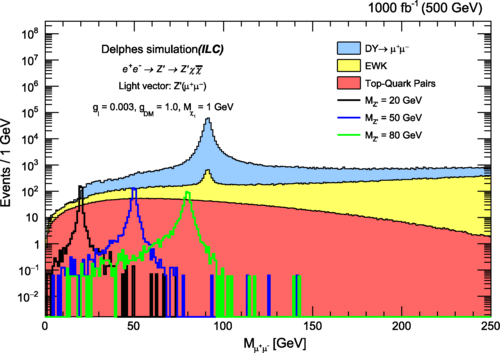 1000 fb⁻¹ (500 GeV)
Delphes simulation(ILC)
e⁺e⁻ → Z' → Z'χχ̄
Light vector: Z'(μ⁺μ⁻)
gₗ = 0.003, g_DM = 1.0, M_χ₁ = 1 GeV
DY→ μ⁺μ⁻
EWK
Top-Quark Pairs
M_Z' = 20 GeV
M_Z' = 50 GeV
M_Z' = 80 GeV
Events / 1 GeV
10⁸
10⁷
10⁶
10⁵
10⁴
10³
10²
10
1
10⁻¹
10⁻²
0 50 100 150 200 250
M_μ⁺μ⁻ [GeV]